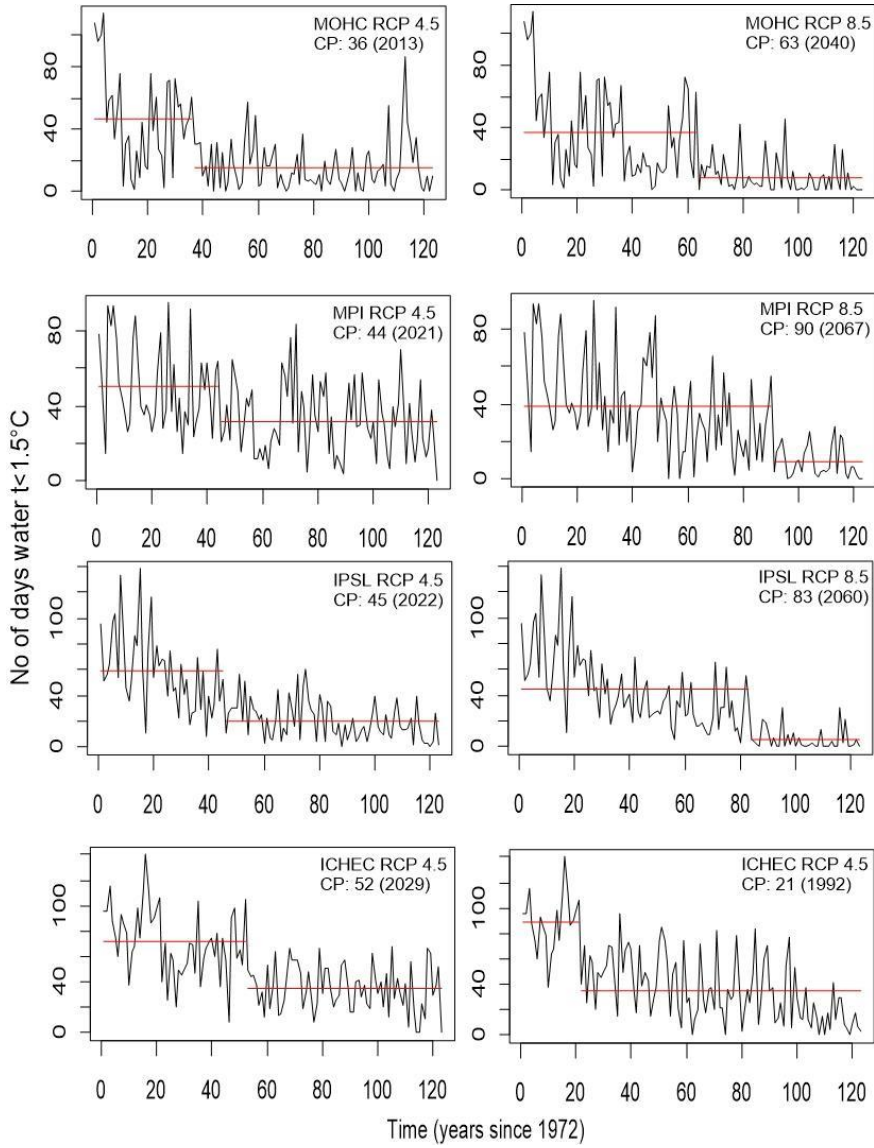 MOHC RCP 4.5
CP: 36 (2013)
0 40 80
0 20 40 60 80 100 120
MOHC RCP 8.5
CP: 63 (2040)
0 40 80
0 20 40 60 80 100 120
MPI RCP 4.5
CP: 44 (2021)
0 40 80
0 20 40 60 80 100 120
MPI RCP 8.5
CP: 90 (2067)
0 40 80
0 20 40 60 80 100 120
No of days water t<1.5°C
IPSL RCP 4.5
CP: 45 (2022)
0 40 100
0 20 40 60 80 100 120
IPSL RCP 8.5
CP: 83 (2060)
0 40 100
0 20 40 60 80 100 120
ICHEC RCP 4.5
CP: 52 (2029)
0 40 100
0 20 40 60 80 100 120
ICHEC RCP 4.5
CP: 21 (1992)
0 40 100
0 20 40 60 80 100 120
Time (years since 1972)